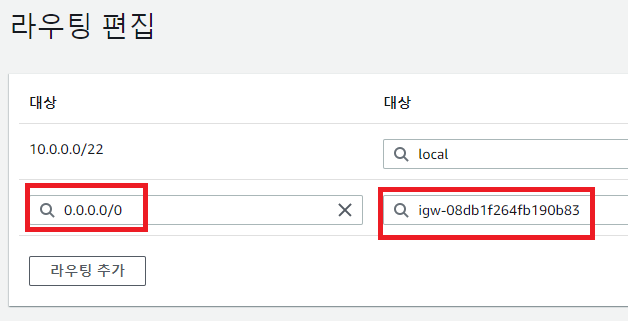 라우팅 편집
대상 대상
10.0.0.0/22 local
0.0.0.0/0 igw-08db1f264fb190b83
라우팅 추가